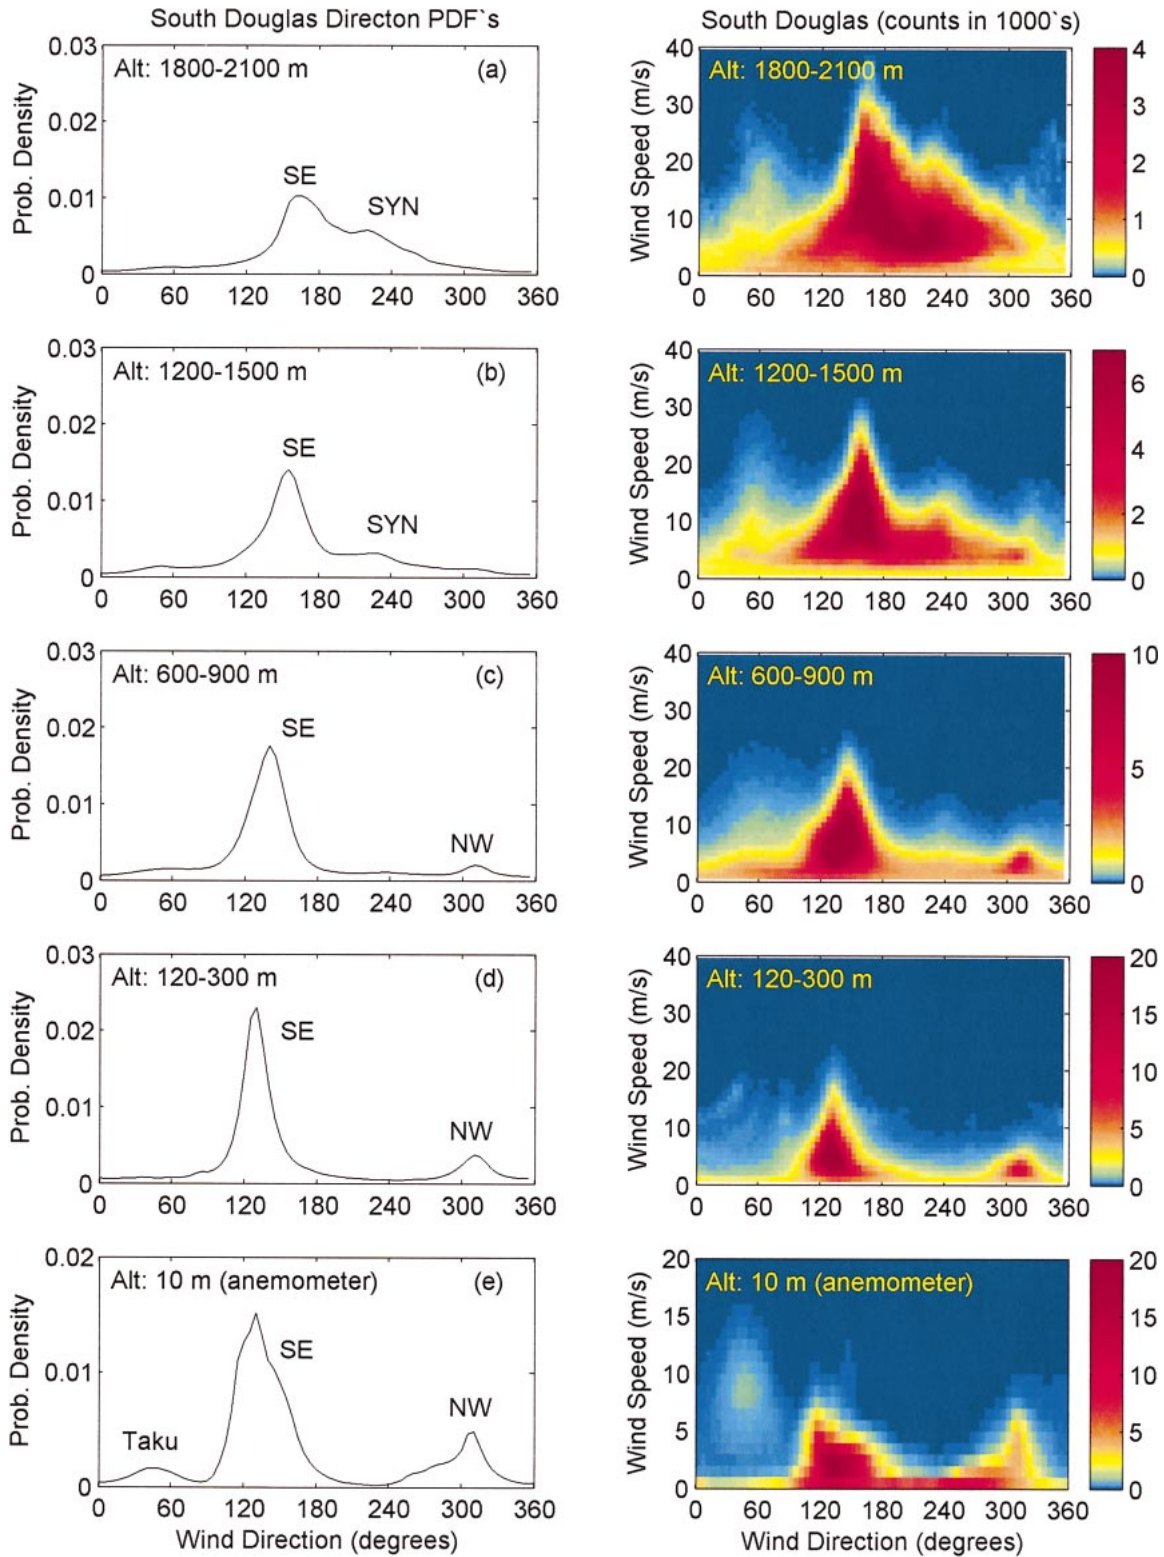 South Douglas Directon PDF`s
South Douglas (counts in 1000`s)
Alt: 1800-2100 m
(a)
0.03
0.02
0.01
0
Prob. Density
SE
SYN
0 60 120 180 240 300 360
Alt: 1800-2100 m
40
30
20
10
0
Wind Speed (m/s)
0 60 120 180 240 300 360
4
3
2
1
0
Alt: 1200-1500 m
(b)
0.03
0.02
0.01
0
Prob. Density
SE
SYN
0 60 120 180 240 300 360
Alt: 1200-1500 m
40
30
20
10
0
Wind Speed (m/s)
0 60 120 180 240 300 360
6
4
2
0
Alt: 600-900 m
(c)
0.03
0.02
0.01
0
Prob. Density
SE
NW
0 60 120 180 240 300 360
Alt: 600-900 m
40
30
20
10
0
Wind Speed (m/s)
0 60 120 180 240 300 360
10
5
0
Alt: 120-300 m
(d)
0.03
0.02
0.01
0
Prob. Density
SE
NW
0 60 120 180 240 300 360
Alt: 120-300 m
40
30
20
10
0
Wind Speed (m/s)
0 60 120 180 240 300 360
20
15
10
5
0
Alt: 10 m (anemometer)
(e)
0.02
0.01
0
Prob. Density
Taku
SE
NW
0 60 120 180 240 300 360
Wind Direction (degrees)
Alt: 10 m (anemometer)
20
15
10
5
0
Wind Speed (m/s)
0 60 120 180 240 300 360
Wind Direction (degrees)
20
15
10
5
0